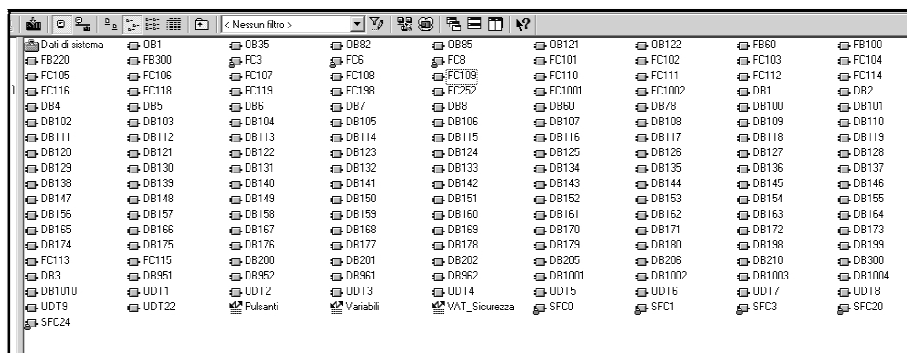 < Nessun filtro >
Dati di sistema OB1 OB35 OB82 OB85 OB121 OB122 FB60 FB100
FB220 FB300 FC3 FC6 FC8 FC101 FC102 FC103 FC104
FC105 FC106 FC107 FC108 FC109 FC110 FC111 FC112 FC114
FC116 FC118 FC119 FC198 FC252 FC1001 FC1002 DB1 DB2
DB4 DB5 DB6 DB7 DB8 DB60 DB78 DB100 DB101
DB102 DB103 DB104 DB105 DB106 DB107 DB108 DB109 DB110
DB111 DB112 DB113 DB114 DB115 DB116 DB117 DB118 DB119
DB120 DB121 DB122 DB123 DB124 DB125 DB126 DB127 DB128
DB129 DB130 DB131 DB132 DB133 DB134 DB135 DB136 DB137
DB138 DB139 DB140 DB141 DB142 DB143 DB144 DB145 DB146
DB147 DB148 DB149 DB150 DB151 DB152 DB153 DB154 DB155
DB156 DB157 DB158 DB159 DB160 DB161 DB162 DB163 DB164
DB165 DB166 DB167 DB168 DB169 DB170 DB171 DB172 DB173
DB174 DB175 DB176 DB177 DB178 DB179 DB180 DB198 DB199
FC113 FC115 DB200 DB201 DB202 DB205 DB206 DB210 DB300
DB3 DB951 DB952 DB961 DB962 DB1001 DB1002 DB1003 DB1004
DB1010 UDT1 UDT2 UDT3 UDT4 UDT5 UDT6 UDT7 UDT8
UDT9 UDT22 Pulsanti Variabili VAT_Sicurezza SFC0 SFC1 SFC3 SFC20
SFC24